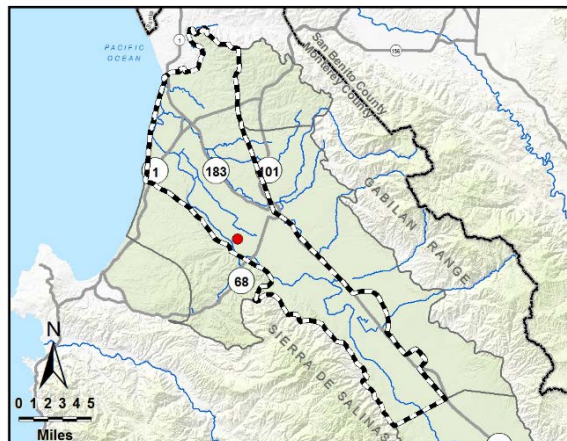 1
PACIFIC
OCEAN
156
San Benito County
Monterey County
1
183
101
GABILAN RANGE
68
SIERRA DE SALINAS
N
0 1 2 3 4 5
Miles